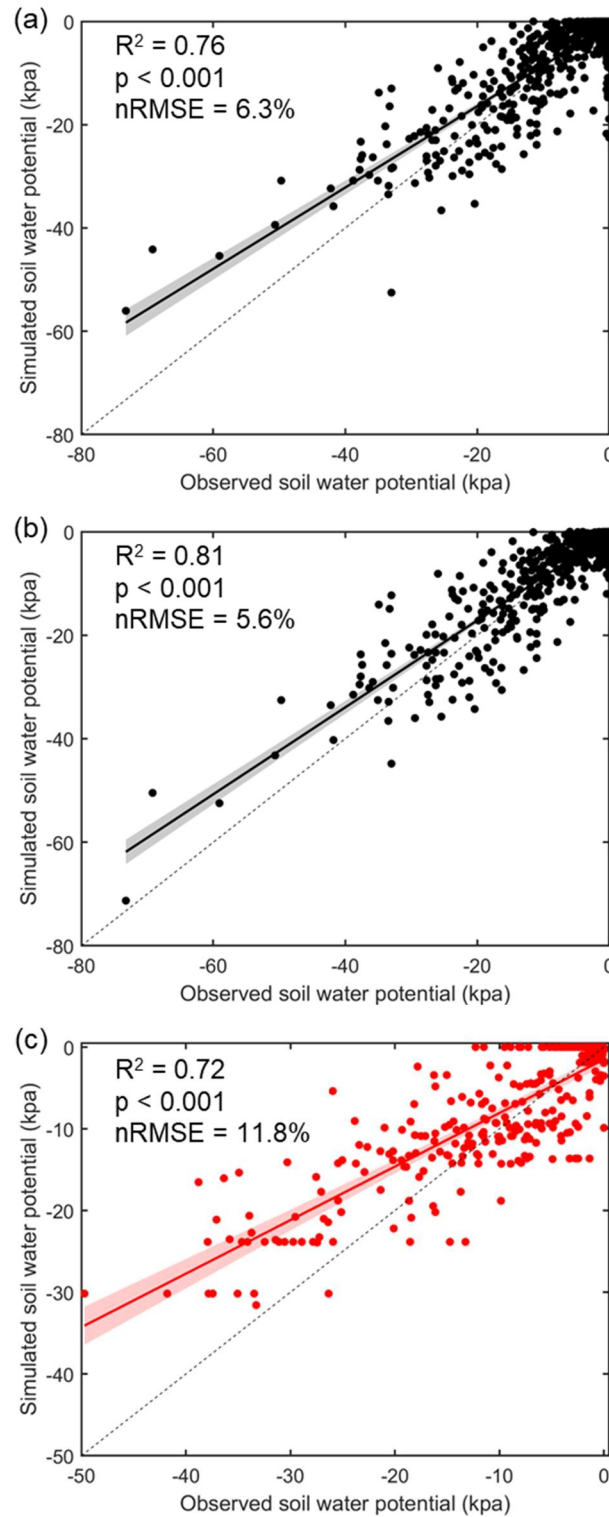 (a)
R² = 0.76
p < 0.001
nRMSE = 6.3%
Simulated soil water potential (kpa)
0
-20
-40
-60
-80
-80 -60 -40 -20 0
Observed soil water potential (kpa)
(b)
R² = 0.81
p < 0.001
nRMSE = 5.6%
Simulated soil water potential (kpa)
0
-20
-40
-60
-80
-80 -60 -40 -20 0
Observed soil water potential (kpa)
(c)
R² = 0.72
p < 0.001
nRMSE = 11.8%
Simulated soil water potential (kpa)
0
-10
-20
-30
-40
-50
-50 -40 -30 -20 -10 0
Observed soil water potential (kpa)